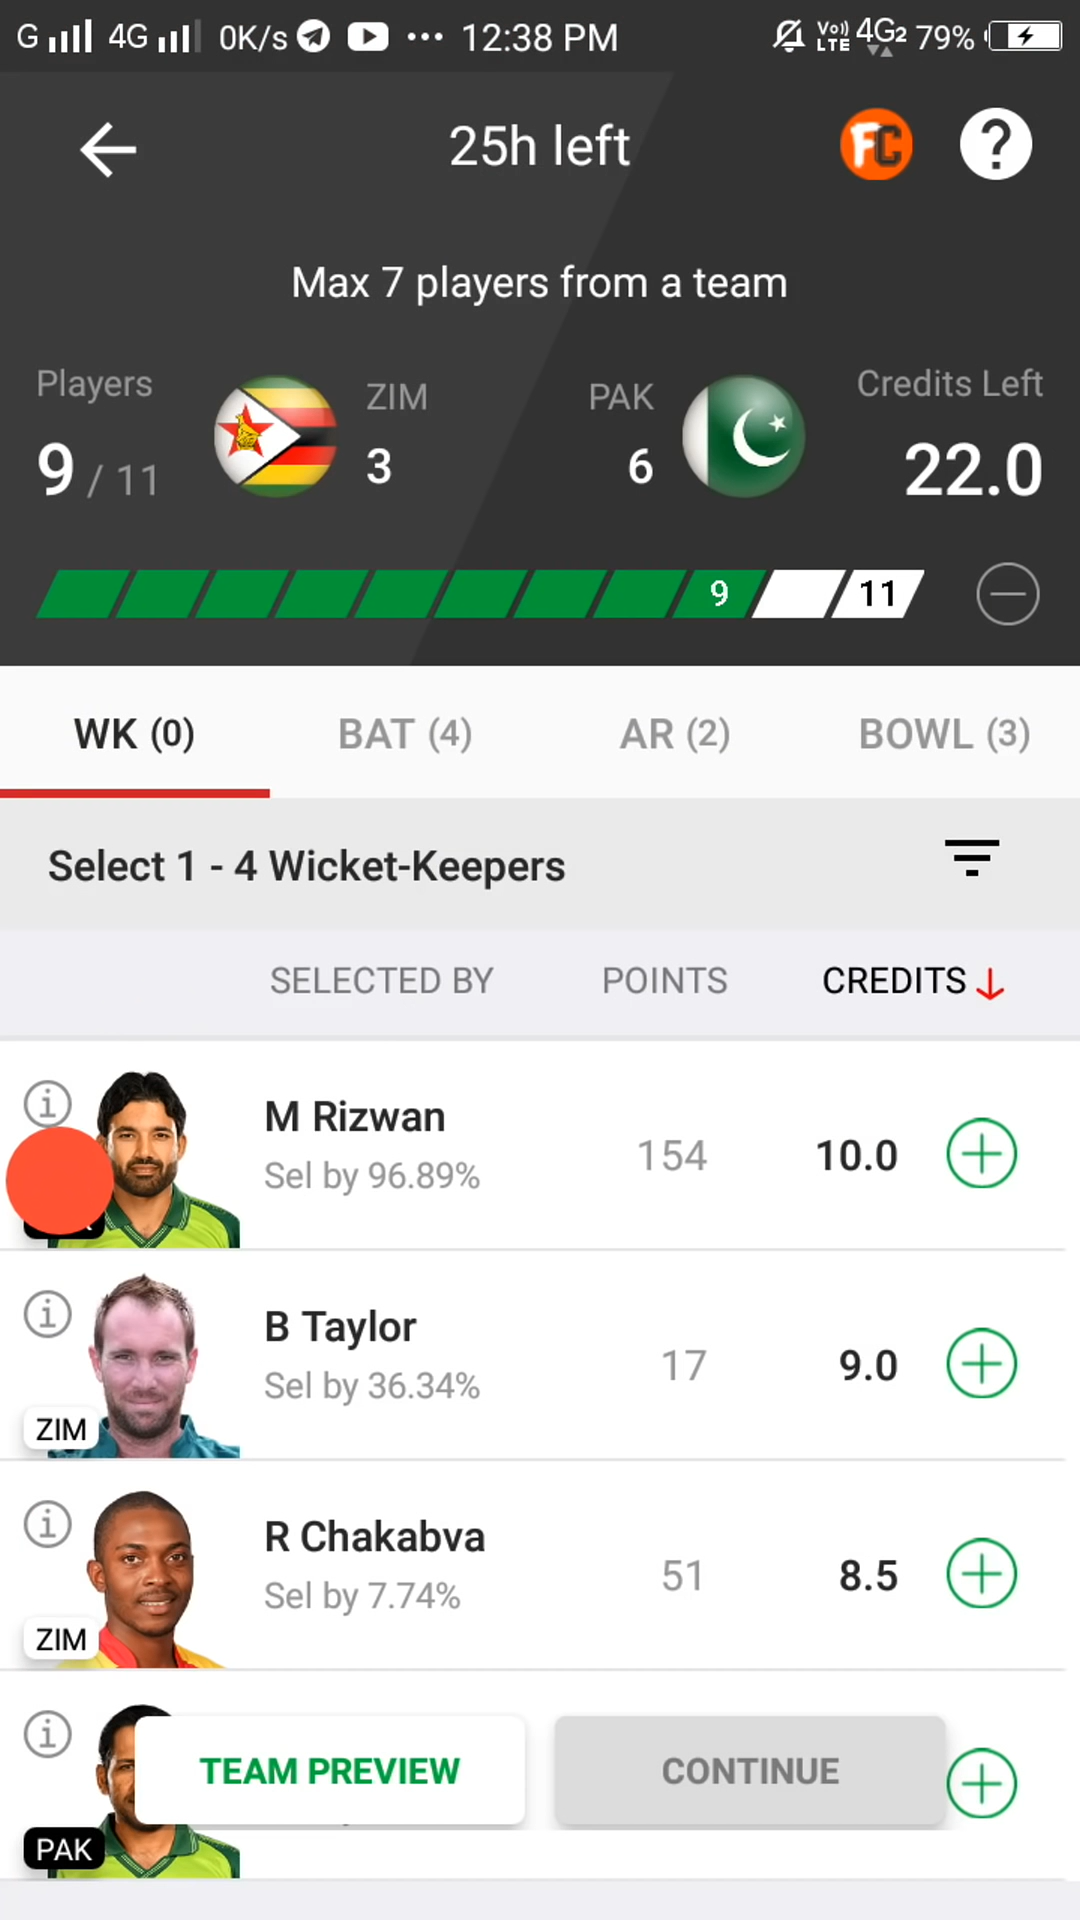 G 4G 0K/s ••• 12:38 PM VoLTE 4G2 79%
25h left FC ?
Max 7 players from a team
Players ZIM PAK Credits Left
9 / 11 3 6 22.0
9 11
WK (0) BAT (4) AR (2) BOWL (3)
Select 1 - 4 Wicket-Keepers
SELECTED BY POINTS CREDITS
M Rizwan
Sel by 96.89% 154 10.0
B Taylor
Sel by 36.34% 17 9.0
ZIM
R Chakabva
Sel by 7.74% 51 8.5
ZIM
TEAM PREVIEW CONTINUE
PAK